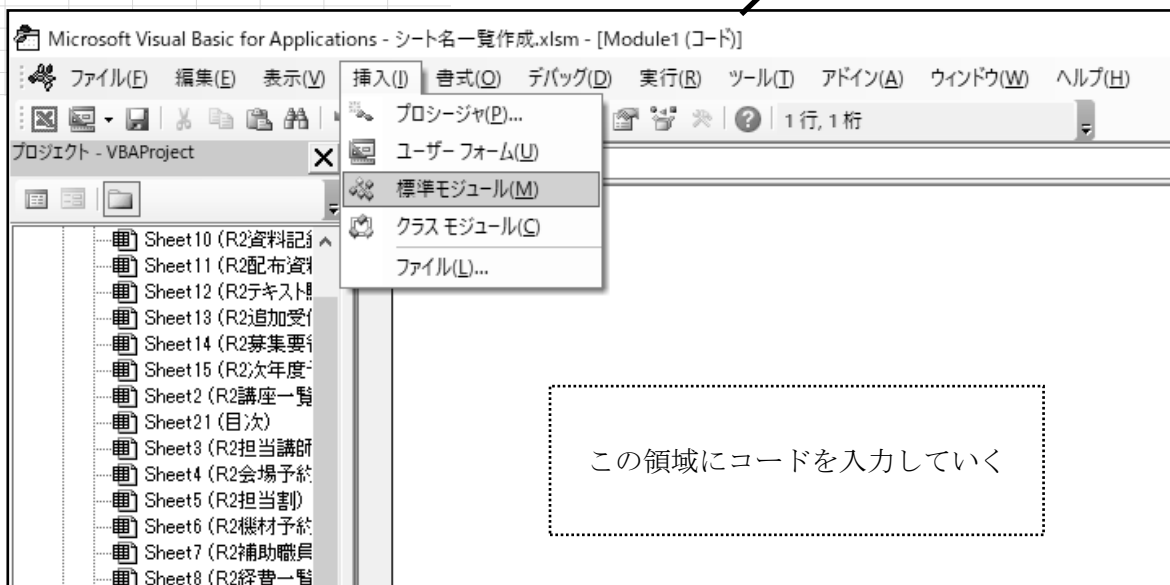 Microsoft Visual Basic for Applications - シート名一覧作成.xlsm - [Module1 (コード)]
ファイル(F) 編集(E) 表示(V) 挿入(I) 書式(O) デバッグ(D) 実行(R) ツール(T) アドイン(A) ウィンドウ(W) ヘルプ(H)
1 行, 1 桁
プロジェクト - VBAProject
プロシージャ(P)...
ユーザー フォーム(U)
標準モジュール(M)
クラス モジュール(C)
ファイル(L)...
Sheet10 (R2資料記
Sheet11 (R2配布資
Sheet12 (R2テキスト
Sheet13 (R2追加受
Sheet14 (R2募集要
Sheet15 (R2次年度
Sheet2 (R2講座一覧
Sheet21 (目次)
Sheet3 (R2担当講師
Sheet4 (R2会場予約
Sheet5 (R2担当割)
Sheet6 (R2機材予約
Sheet7 (R2補助職員
Sheet8 (R2経費一覧
この領域にコードを入力していく